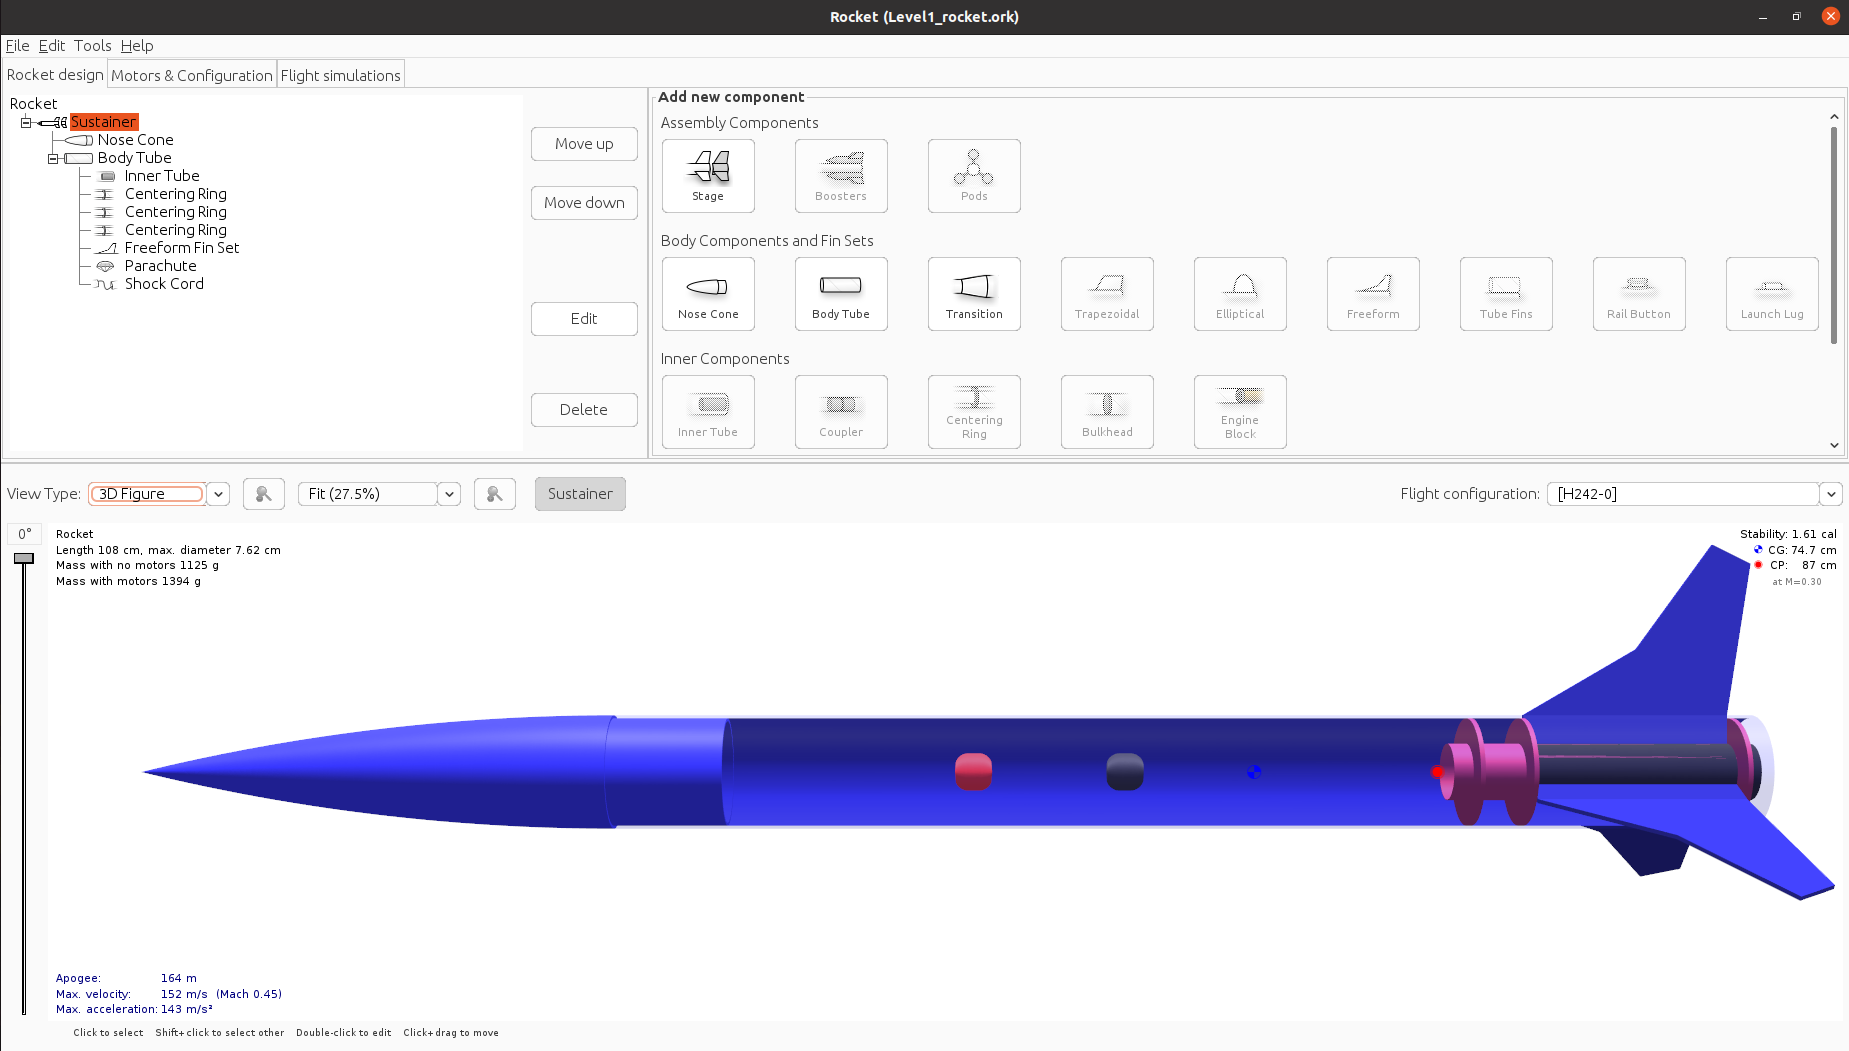 Rocket (Level1_rocket.ork)
File Edit Tools Help
Rocket design Motors & Configuration Flight simulations
Rocket
Sustainer
Nose Cone
Body Tube
Inner Tube
Centering Ring
Centering Ring
Centering Ring
Freeform Fin Set
Parachute
Shock Cord
Move up
Move down
Edit
Delete
Add new component
Assembly Components
Stage Boosters Pods
Body Components and Fin Sets
Nose Cone Body Tube Transition Trapezoidal Elliptical Freeform Tube Fins Rail Button Launch Lug
Inner Components
Inner Tube Coupler Centering Ring Bulkhead Engine Block
View Type: 3D Figure Fit (27.5%) Sustainer Flight configuration: [H242-0]
0°
Rocket
Length 108 cm, max. diameter 7.62 cm
Mass with no motors 1125 g
Mass with motors 1394 g
Stability: 1.61 cal
CG: 74.7 cm
CP: 87 cm
at M=0.30
Apogee: 164 m
Max. velocity: 152 m/s (Mach 0.45)
Max. acceleration: 143 m/s²
Click to select Shift+click to select other Double-click to edit Click+drag to move